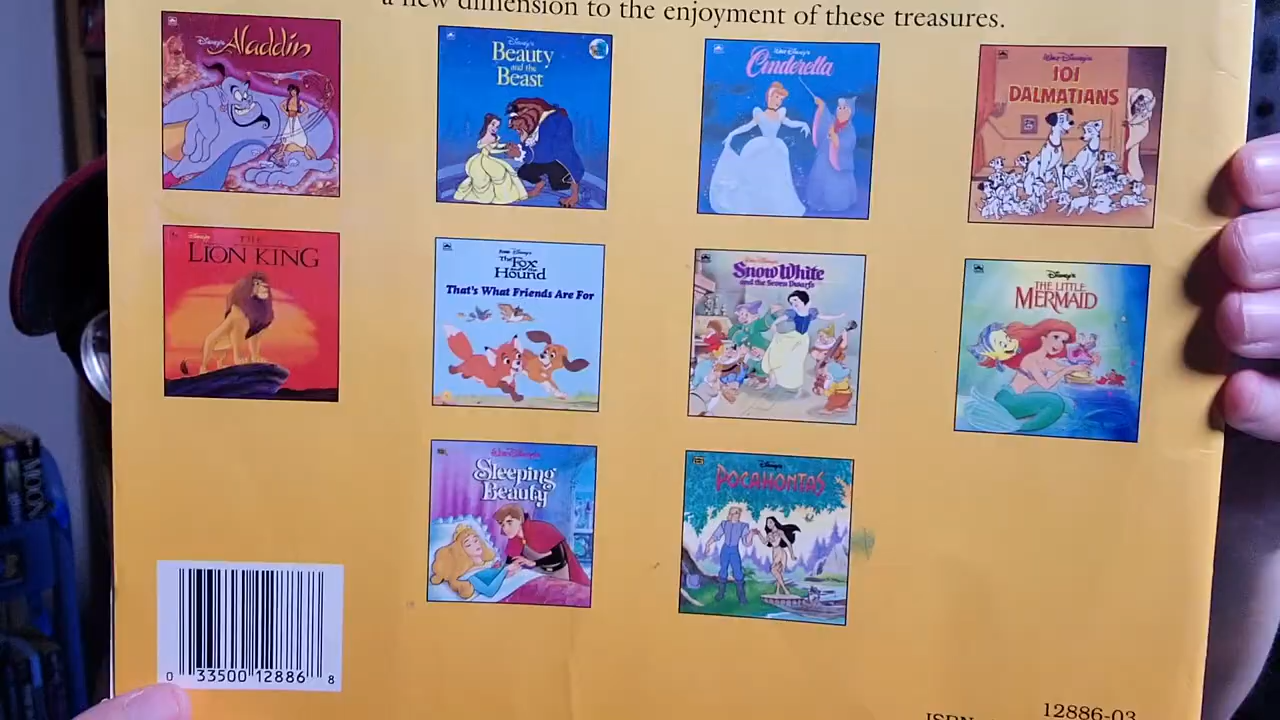 a new dimension to the enjoyment of these treasures.
Disney's
Aladdin
Disney's
Beauty
and the
Beast
Walt Disney's
Cinderella
Walt Disney's
101
DALMATIANS
Disney's
THE
LION KING
Disney's
The Fox
Hound
That's What Friends Are For
Walt Disney's
Snow White
and the Seven Dwarfs
Disney's
THE LITTLE
MERMAID
Walt Disney's
Sleeping
Beauty
Disney's
POCAHONTAS
MOON
0 33500 12886 8
12886-03
ISBN